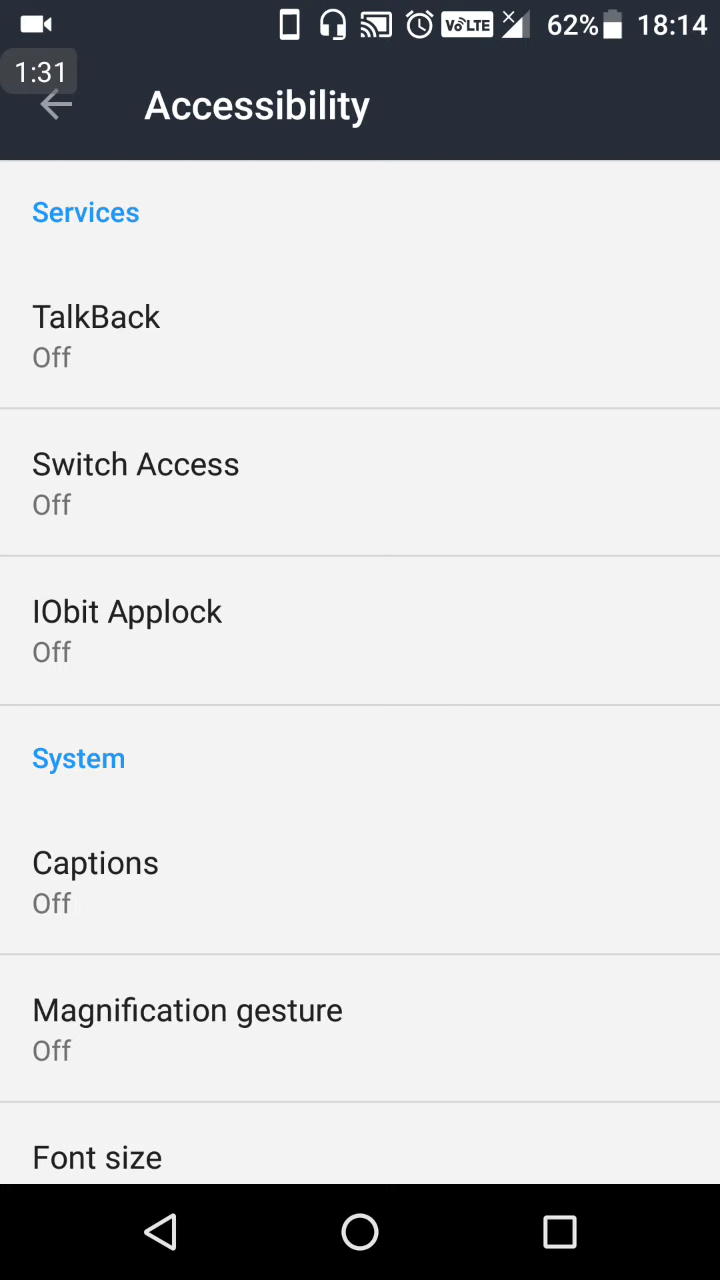 VoLTE 62% 18:14
1:31
Accessibility
Services
TalkBack
Off
Switch Access
Off
IObit Applock
Off
System
Captions
Off
Magnification gesture
Off
Font size